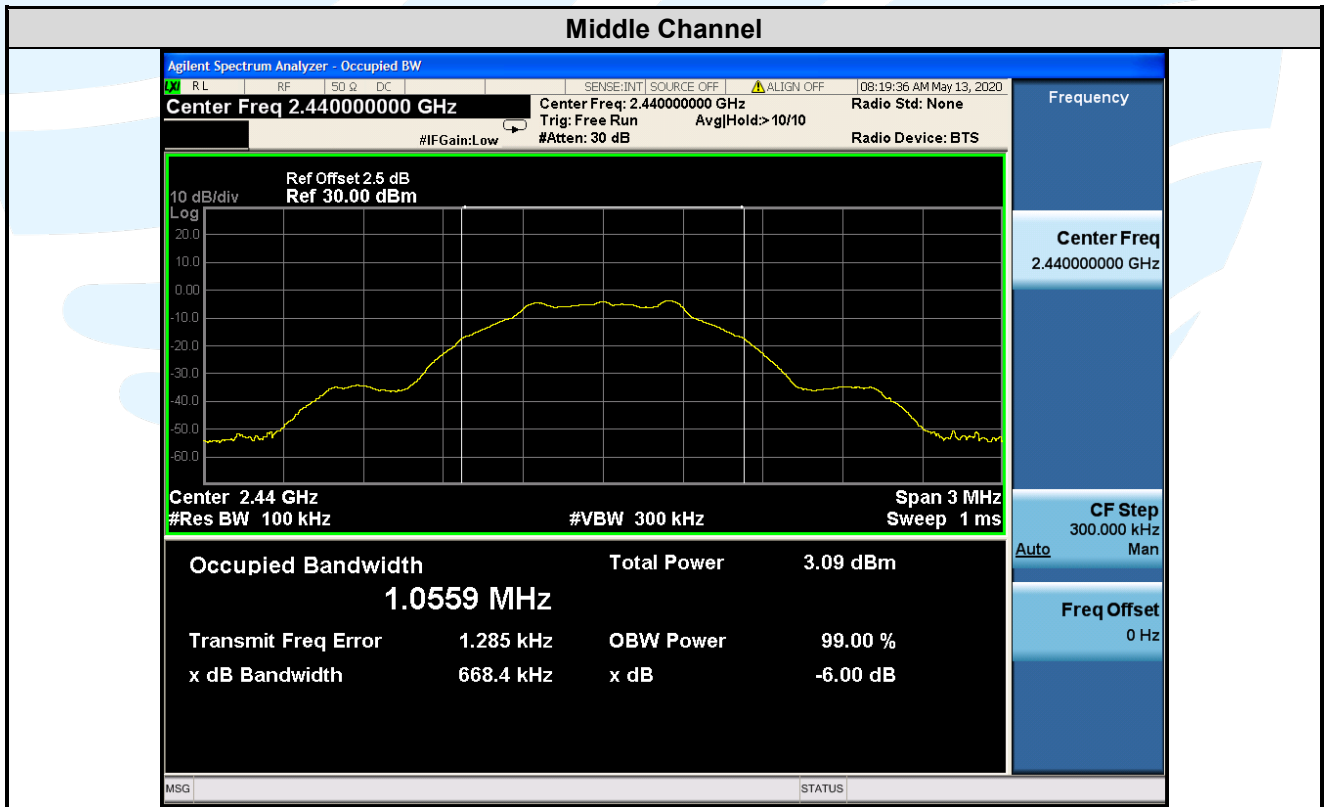 Middle Channel
Agilent Spectrum Analyzer - Occupied BW
LXI RL RF 50 Ω DC SENSE:INT SOURCE OFF ALIGN OFF 08:19:36 AM May 13, 2020
Center Freq 2.440000000 GHz
Center Freq: 2.440000000 GHz Radio Std: None
Trig: Free Run Avg|Hold:>10/10
#IFGain:Low #Atten: 30 dB Radio Device: BTS
Ref Offset 2.5 dB
10 dB/div Ref 30.00 dBm
Log
20.0
10.0
0.00
-10.0
-20.0
-30.0
-40.0
-50.0
-60.0
Center 2.44 GHz Span 3 MHz
#Res BW 100 kHz #VBW 300 kHz Sweep 1 ms
Occupied Bandwidth Total Power 3.09 dBm
1.0559 MHz
Transmit Freq Error 1.285 kHz OBW Power 99.00 %
x dB Bandwidth 668.4 kHz x dB -6.00 dB
MSG STATUS
Frequency
Center Freq
2.440000000 GHz
CF Step
300.000 kHz
Auto Man
Freq Offset
0 Hz